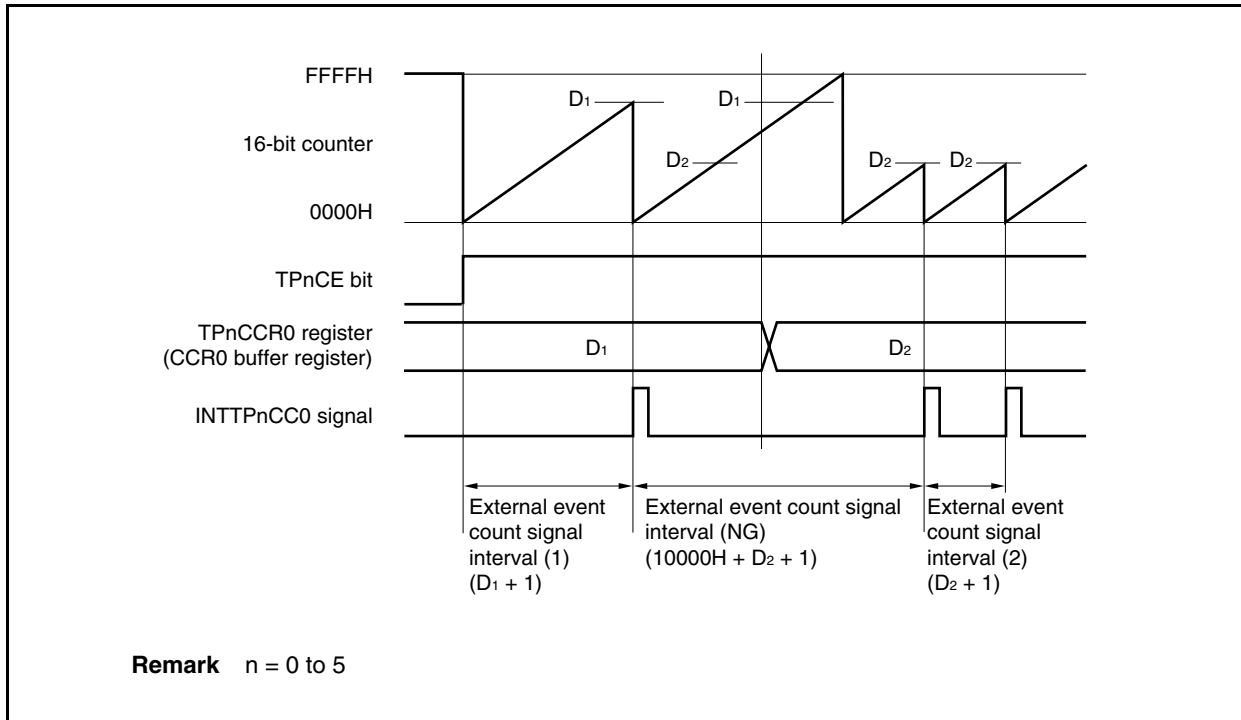 FFFFH
D1
D1
16-bit counter
D2
D2
D2
0000H
TPnCE bit
TPnCCR0 register
(CCR0 buffer register)
D1
D2
INTTPnCC0 signal
External event
count signal
interval (1)
(D1 + 1)
External event count signal
interval (NG)
(10000H + D2 + 1)
External event
count signal
interval (2)
(D2 + 1)
Remark n = 0 to 5